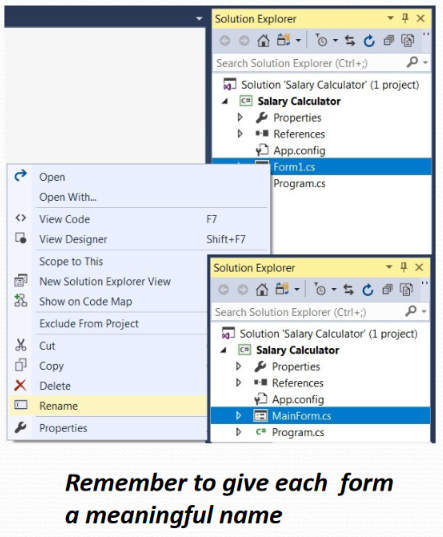 Solution Explorer
Search Solution Explorer (Ctrl+;)
Solution 'Salary Calculator' (1 project)
C# Salary Calculator
Properties
References
App.config
Form1.cs
Program.cs
Open
Open With...
View Code F7
View Designer Shift+F7
Scope to This
New Solution Explorer View
Show on Code Map
Exclude From Project
Cut
Copy
Delete
Rename
Properties
Solution Explorer
Search Solution Explorer (Ctrl+;)
Solution 'Salary Calculator' (1 project)
C# Salary Calculator
Properties
References
App.config
MainForm.cs
C# Program.cs
Remember to give each form
a meaningful name